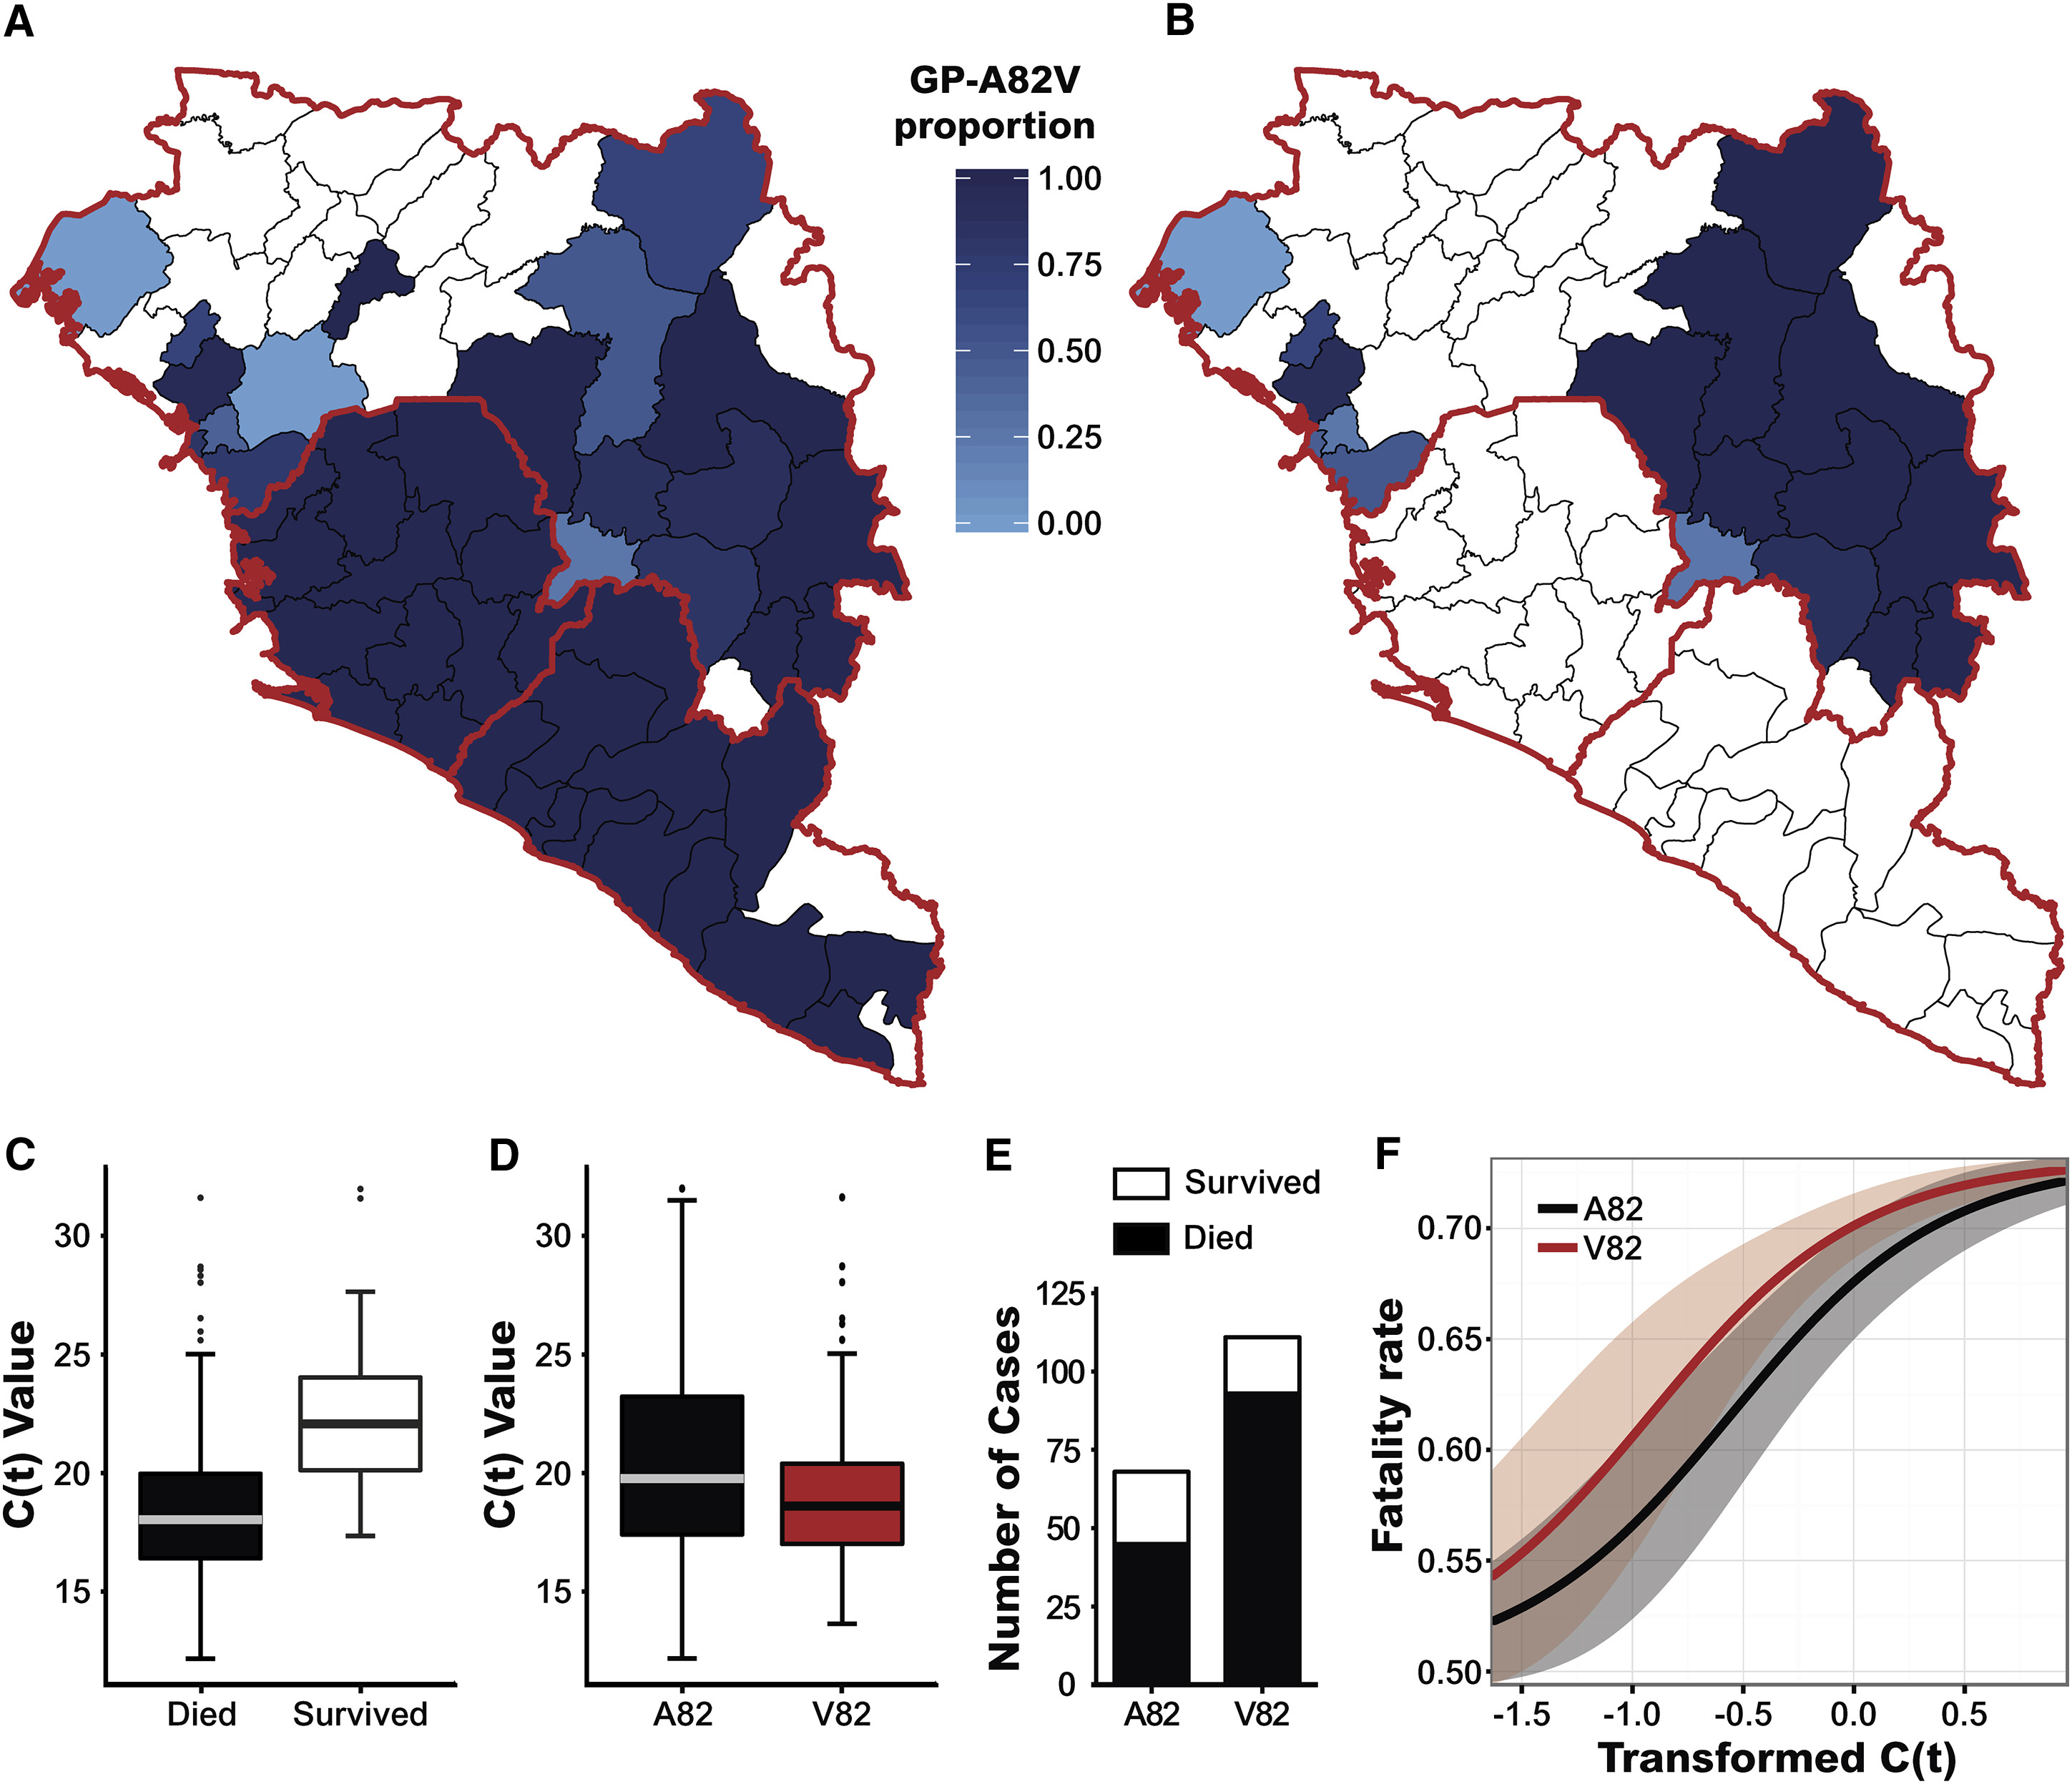 A
B
GP-A82V
proportion
1.00
0.75
0.50
0.25
0.00
C
C(t) Value
30
25
20
15
Died
Survived
D
C(t) Value
30
25
20
15
A82
V82
E
Survived
Died
Number of Cases
125
100
75
50
25
0
A82
V82
F
A82
V82
Fatality rate
0.70
0.65
0.60
0.55
0.50
-1.5
-1.0
-0.5
0.0
0.5
Transformed C(t)